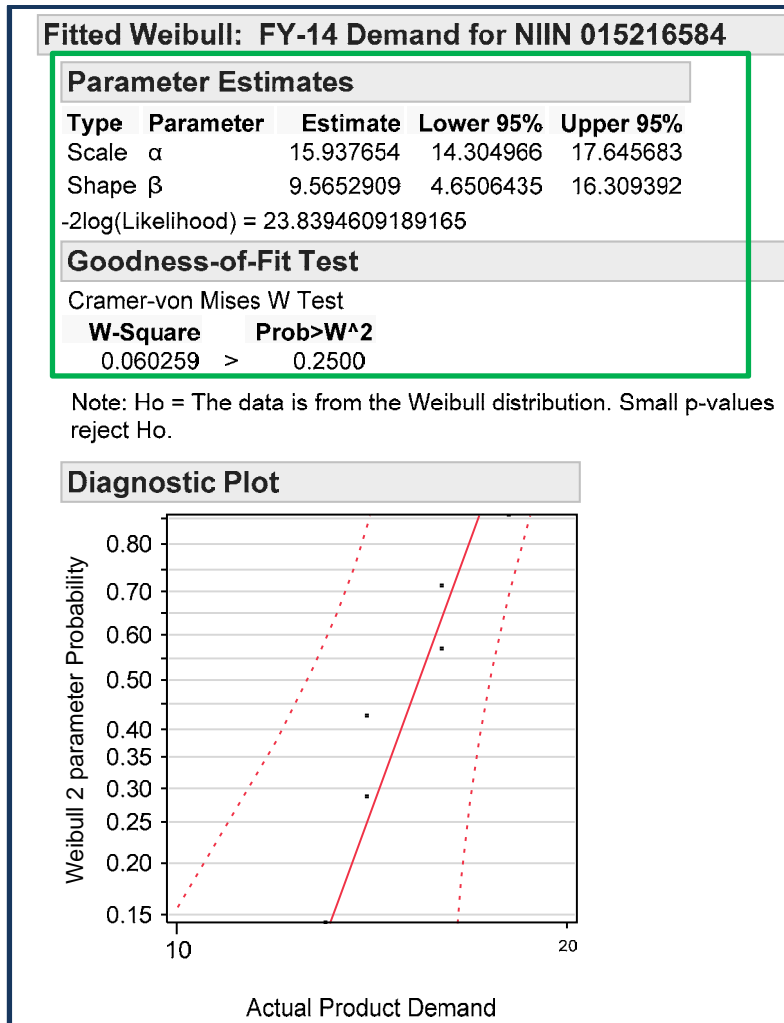 Fitted Weibull: FY-14 Demand for NIIN 015216584
Parameter Estimates
Type Parameter Estimate Lower 95% Upper 95%
Scale α 15.937654 14.304966 17.645683
Shape β 9.5652909 4.6506435 16.309392
-2log(Likelihood) = 23.8394609189165
Goodness-of-Fit Test
Cramer-von Mises W Test
W-Square Prob>W^2
0.060259 > 0.2500
Note: Ho = The data is from the Weibull distribution. Small p-values
reject Ho.
Diagnostic Plot
Weibull 2 parameter Probability
0.80
0.70
0.60
0.50
0.40
0.35
0.30
0.25
0.20
0.15
10 20
Actual Product Demand